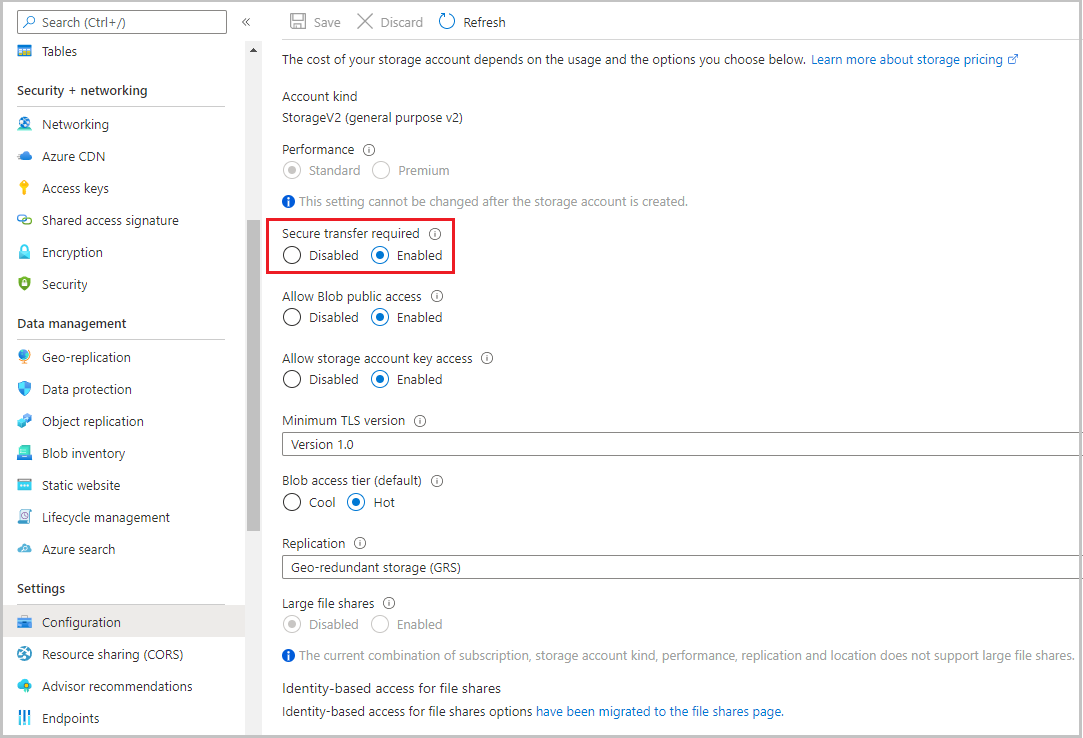 Search (Ctrl+/)
«
Tables
Security + networking
Networking
Azure CDN
Access keys
Shared access signature
Encryption
Security
Data management
Geo-replication
Data protection
Object replication
Blob inventory
Static website
Lifecycle management
Azure search
Settings
Configuration
Resource sharing (CORS)
Advisor recommendations
Endpoints
Save Discard Refresh
The cost of your storage account depends on the usage and the options you choose below. Learn more about storage pricing
Account kind
StorageV2 (general purpose v2)
Performance
Standard Premium
This setting cannot be changed after the storage account is created.
Secure transfer required
Disabled Enabled
Allow Blob public access
Disabled Enabled
Allow storage account key access
Disabled Enabled
Minimum TLS version
Version 1.0
Blob access tier (default)
Cool Hot
Replication
Geo-redundant storage (GRS)
Large file shares
Disabled Enabled
The current combination of subscription, storage account kind, performance, replication and location does not support large file shares.
Identity-based access for file shares
Identity-based access for file shares options have been migrated to the file shares page.